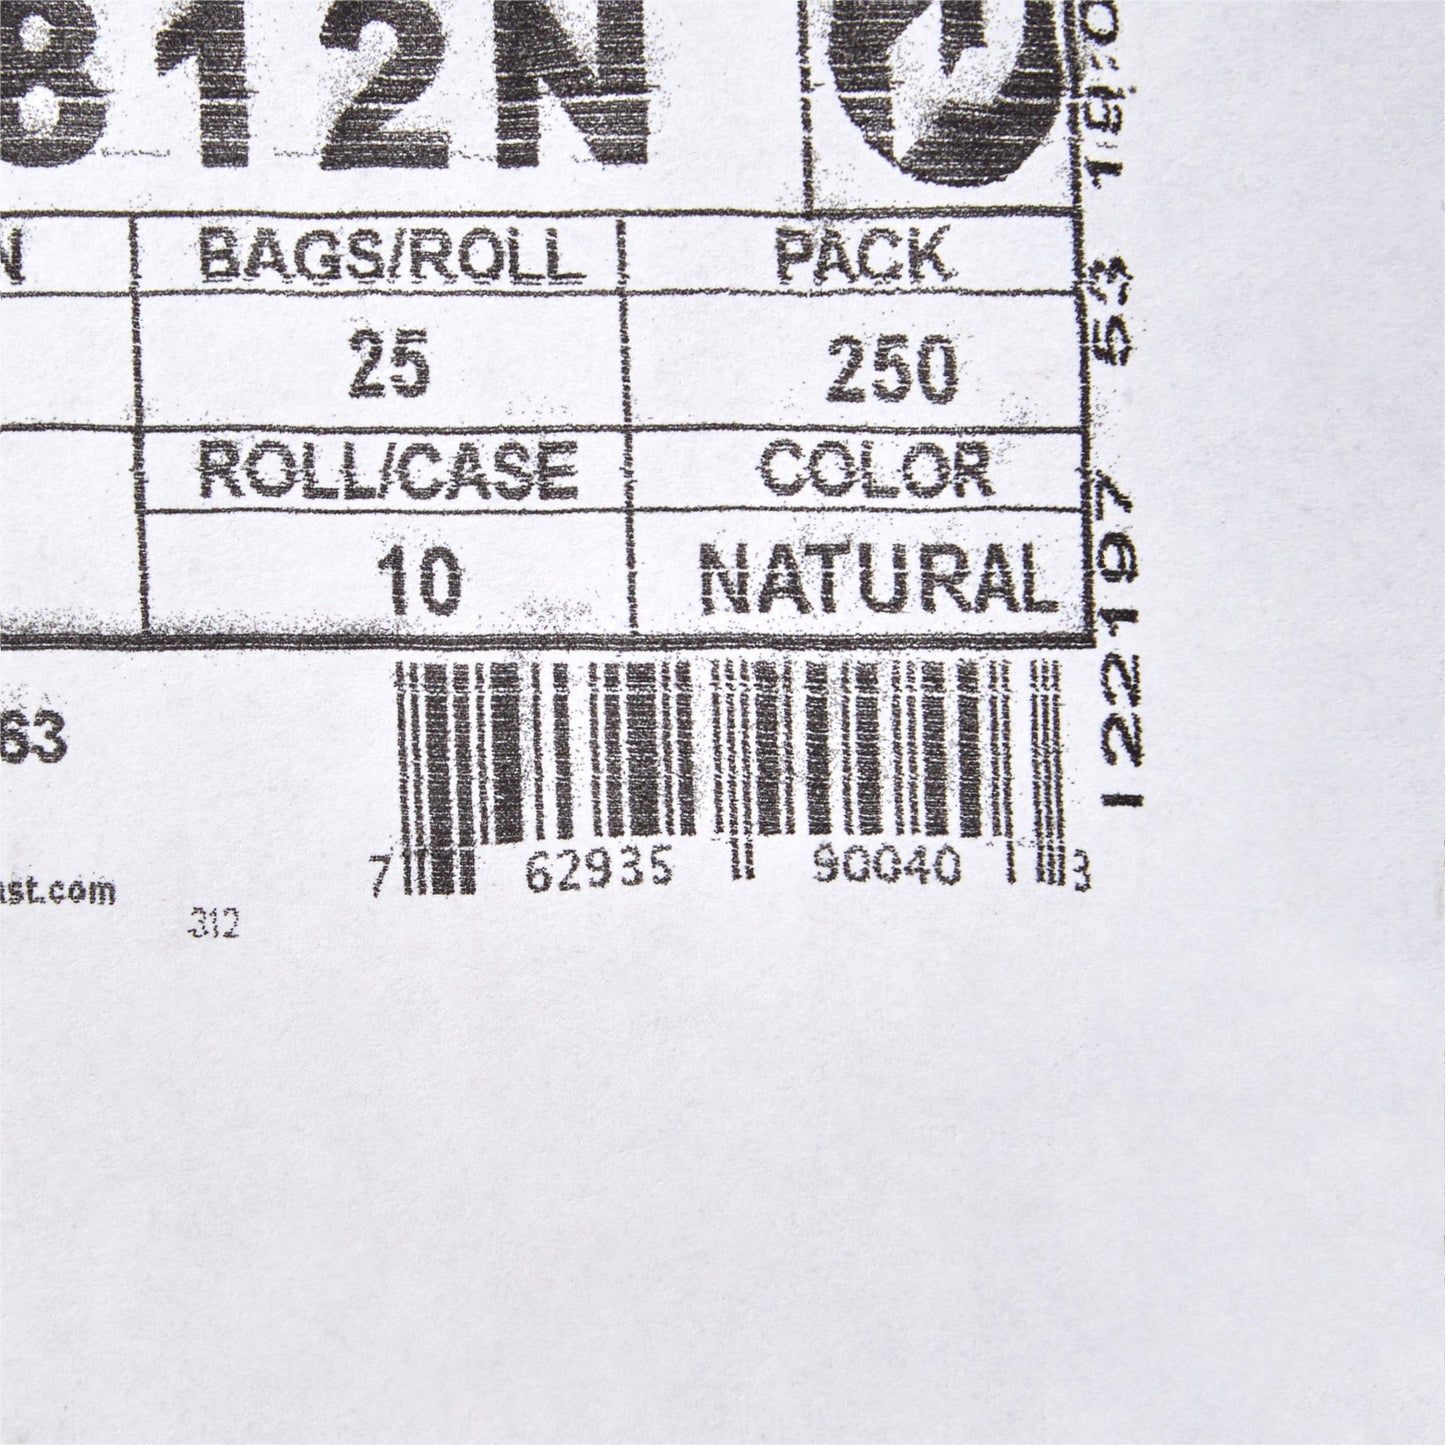 812N
BAGS/ROLL PACK
25 250
ROLL/CASE COLOR
10 NATURAL
63
7 62935 90040 3
st.com
312
122197 53